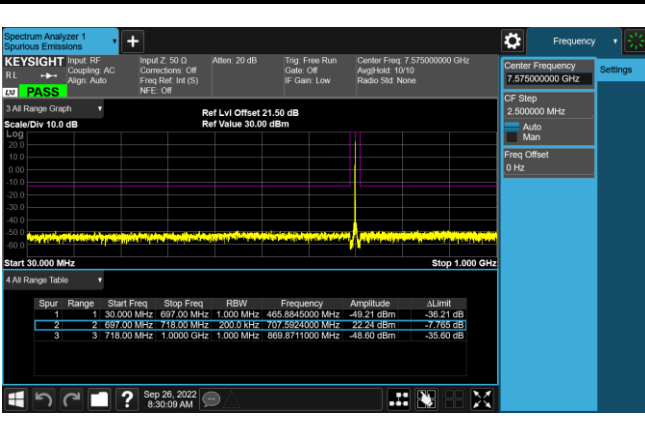 Spectrum Analyzer 1
Spurious Emissions
Frequency
KEYSIGHT
RL
PASS
Input: RF
Coupling: AC
Align: Auto
Input Z: 50 Ω
Corrections: Off
Freq Ref: Int (S)
NFE: Off
Atten: 20 dB
Trig: Free Run
Gate: Off
IF Gain: Low
Center Freq: 7.575000000 GHz
Avg|Hold: 10/10
Radio Std: None
Center Frequency
7.575000000 GHz
Settings
CF Step
2.500000 MHz
Auto
Man
Freq Offset
0 Hz
3 All Range Graph
Scale/Div 10.0 dB
Ref Lvl Offset 21.50 dB
Ref Value 30.00 dBm
Log
20.0
10.0
0.00
-10.0
-20.0
-30.0
-40.0
-50.0
-60.0
Start 30.000 MHz
Stop 1.000 GHz
4 All Range Table
Spur Range Start Freq Stop Freq RBW Frequency Amplitude ΔLimit
1 1 30.000 MHz 697.00 MHz 1.000 MHz 465.8845000 MHz -49.21 dBm -36.21 dB
2 2 697.00 MHz 718.00 MHz 200.0 kHz 707.5924000 MHz 22.24 dBm -7.765 dB
3 3 718.00 MHz 1.0000 GHz 1.000 MHz 869.8711000 MHz -48.60 dBm -35.60 dB
?
Sep 26, 2022
8:30:09 AM